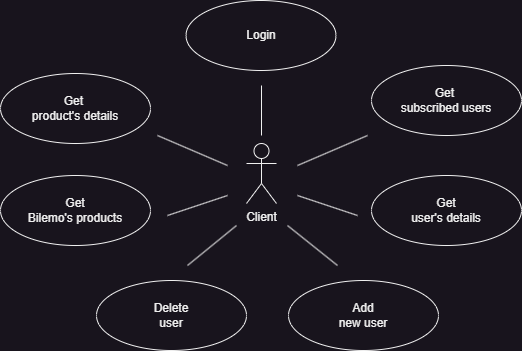 Login
Get
product's details
Get
subscribed users
Get
Bilemo's products
Client
Get
user's details
Delete
user
Add
new user